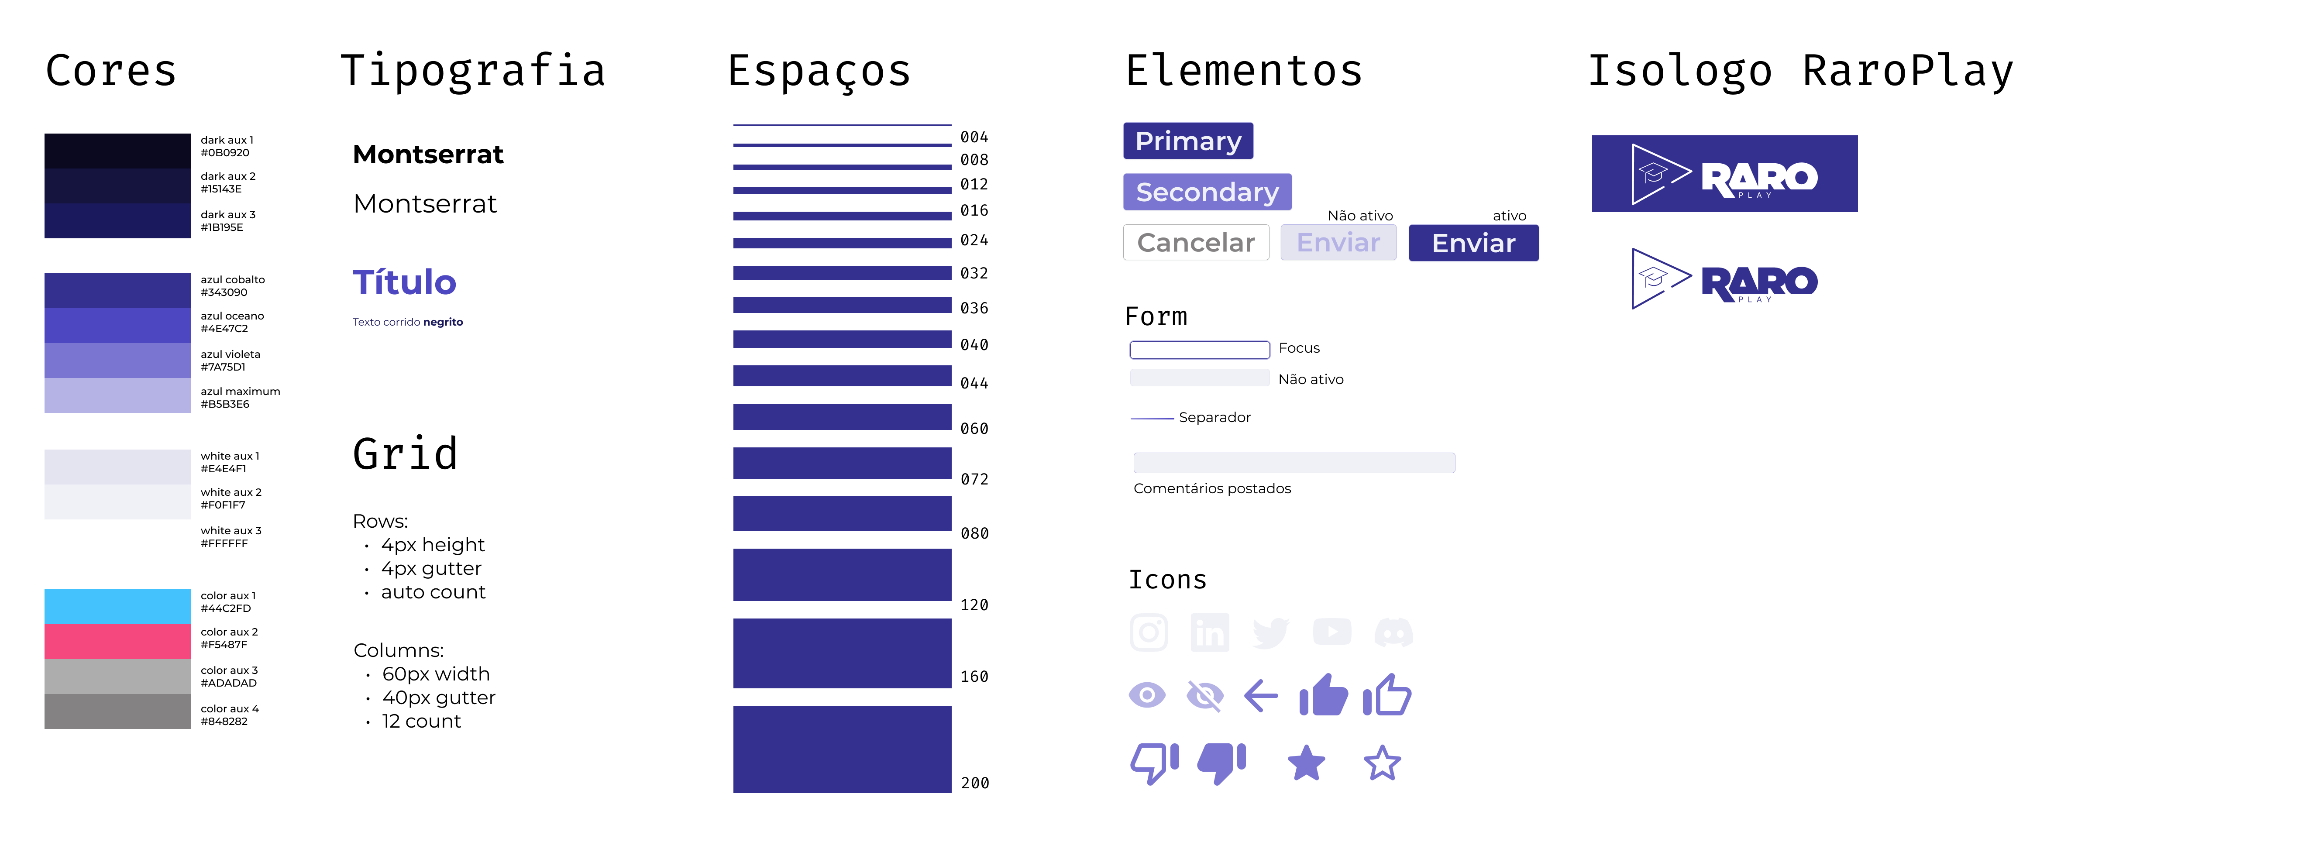 Cores
dark aux 1
#0B0920
dark aux 2
#15143E
dark aux 3
#1B195E
azul cobalto
#343090
azul oceano
#4E47C2
azul violeta
#7A75D1
azul maximum
#B5B3E6
white aux 1
#E4E4F1
white aux 2
#F0F1F7
white aux 3
#FFFFFF
color aux 1
#44C2FD
color aux 2
#F5487F
color aux 3
#ADADAD
color aux 4
#848282
Tipografia
Montserrat
Montserrat
Título
Texto corrido negrito
Grid
Rows:
• 4px height
• 4px gutter
• auto count
Columns:
• 60px width
• 40px gutter
• 12 count
Espaços
004
008
012
016
024
032
036
040
044
060
072
080
120
160
200
Elementos
Primary
Secondary
Não ativo
ativo
Cancelar
Enviar
Enviar
Form
Focus
Não ativo
Separador
Comentários postados
Icons
in
Isologo RaroPlay
RARO
PLAY
RARO
PLAY